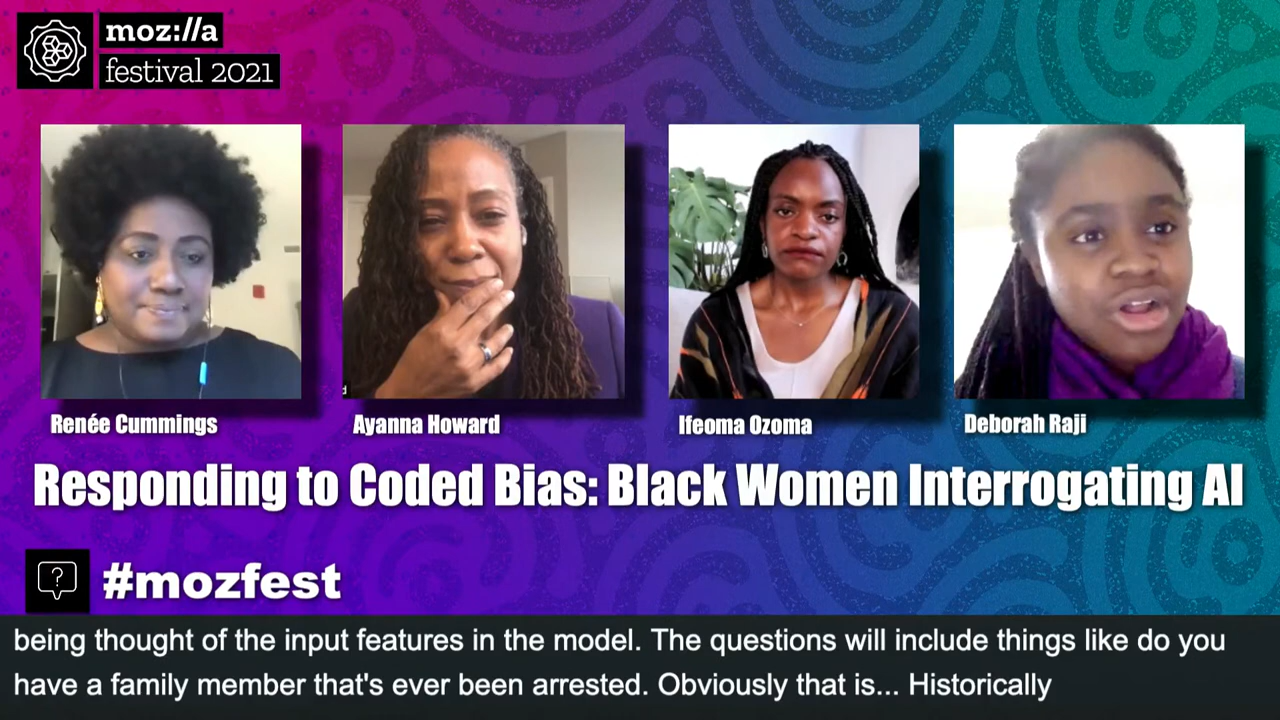 moz://a
festival 2021
Renée Cummings
Ayanna Howard
Ifeoma Ozoma
Deborah Raji
Responding to Coded Bias: Black Women Interrogating AI
?
#mozfest
being thought of the input features in the model. The questions will include things like do you
have a family member that's ever been arrested. Obviously that is... Historically